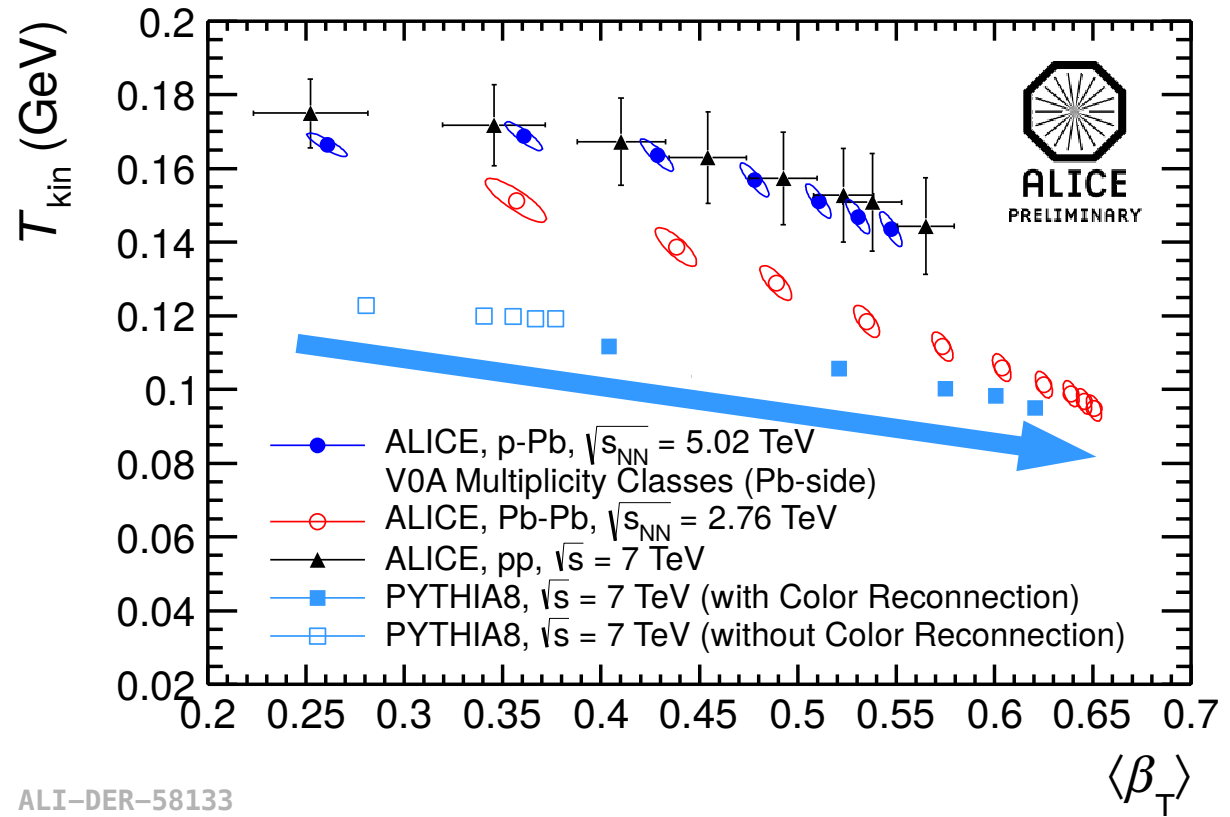 T_kin (GeV)
0.2
0.18
0.16
0.14
0.12
0.1
0.08
0.06
0.04
0.02
ALICE
PRELIMINARY
ALICE, p-Pb, √s_NN = 5.02 TeV
V0A Multiplicity Classes (Pb-side)
ALICE, Pb-Pb, √s_NN = 2.76 TeV
ALICE, pp, √s = 7 TeV
PYTHIA8, √s = 7 TeV (with Color Reconnection)
PYTHIA8, √s = 7 TeV (without Color Reconnection)
0.2 0.25 0.3 0.35 0.4 0.45 0.5 0.55 0.6 0.65 0.7
⟨β_T⟩
ALI–DER–58133